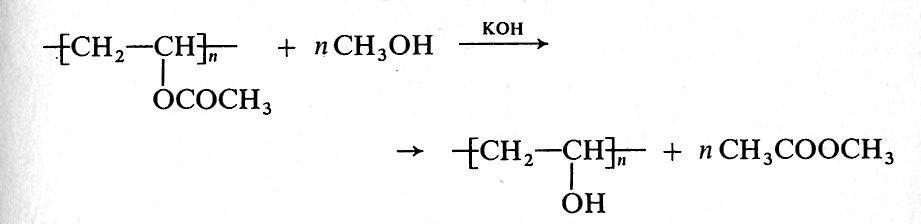 –[CH₂—CH]ₙ– + n CH₃OH —KOH→
OCOCH₃
→ –[CH₂—CH]ₙ– + n CH₃COOCH₃
OH